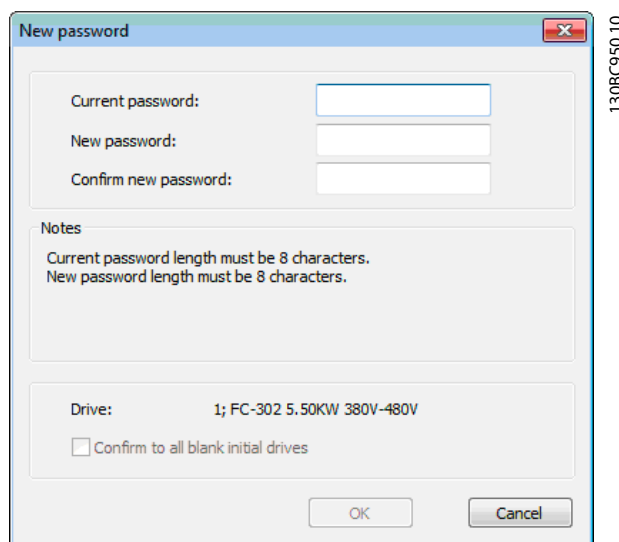 New password
Current password:
New password:
Confirm new password:
Notes
Current password length must be 8 characters.
New password length must be 8 characters.
Drive: 1; FC-302 5.50KW 380V-480V
Confirm to all blank initial drives
OK Cancel
130BC950.10